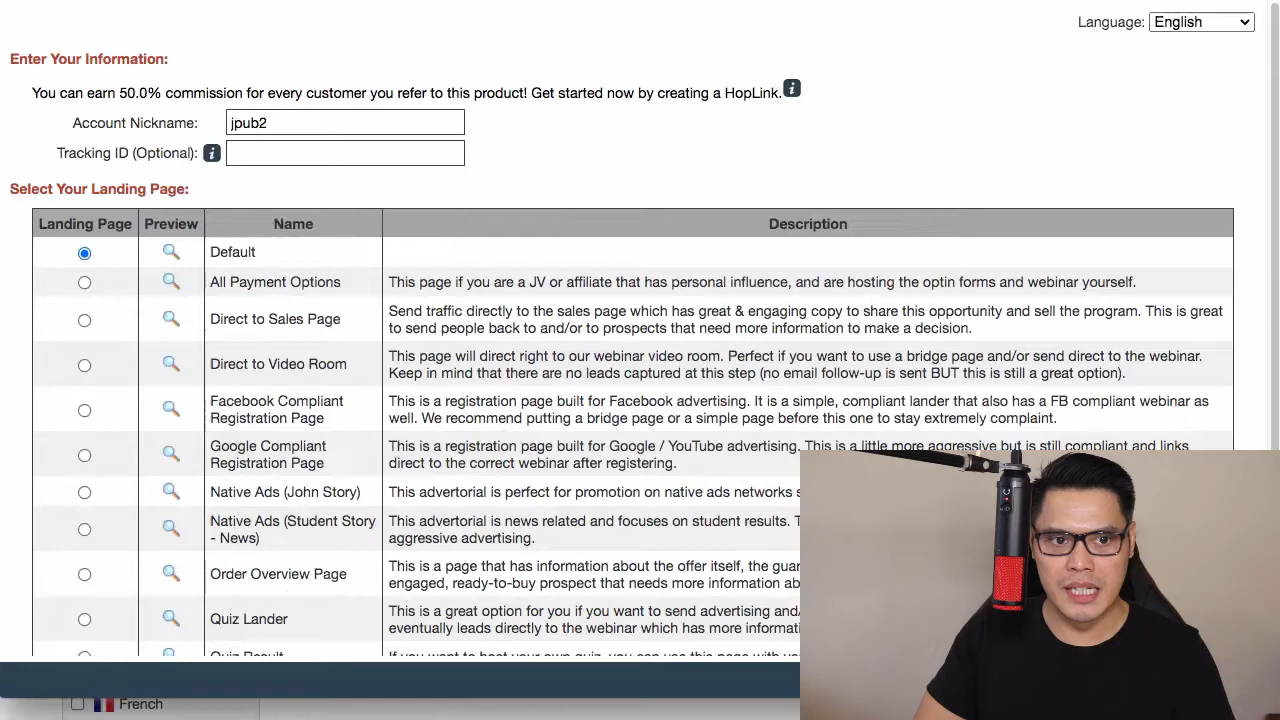 Language: English
Enter Your Information:
You can earn 50.0% commission for every customer you refer to this product! Get started now by creating a HopLink. i
Account Nickname: jpub2
Tracking ID (Optional): i
Select Your Landing Page:
Landing Page Preview Name Description
Default
All Payment Options This page if you are a JV or affiliate that has personal influence, and are hosting the optin forms and webinar yourself.
Direct to Sales Page
Send traffic directly to the sales page which has great & engaging copy to share this opportunity and sell the program. This is great
to send people back to and/or to prospects that need more information to make a decision.
Direct to Video Room
This page will direct right to our webinar video room. Perfect if you want to use a bridge page and/or send direct to the webinar.
Keep in mind that there are no leads captured at this step (no email follow-up is sent BUT this is still a great option).
Facebook Compliant
Registration Page
This is a registration page built for Facebook advertising. It is a simple, compliant lander that also has a FB compliant webinar as
well. We recommend putting a bridge page or a simple page before this one to stay extremely complaint.
Google Compliant
Registration Page
This is a registration page built for Google / YouTube advertising. This is a little more aggressive but is still compliant and links
direct to the correct webinar after registering.
Native Ads (John Story) This advertorial is perfect for promotion on native ads networks
Native Ads (Student Story
- News)
This advertorial is news related and focuses on student results.
aggressive advertising.
Order Overview Page
This is a page that has information about the offer itself, the
engaged, ready-to-buy prospect that needs more information
Quiz Lander
This is a great option for you if you want to send advertising
eventually leads directly to the webinar which has more
Quiz Result If you want to host your own quiz, you can use this page with
French